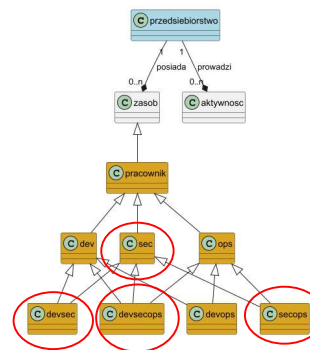 C przedsiebiorstwo
1 1
posiada prowadzi
0..n 0..n
C zasob C aktywnosc
C pracownik
C dev C sec C ops
C devsec C devsecops C devops C secops